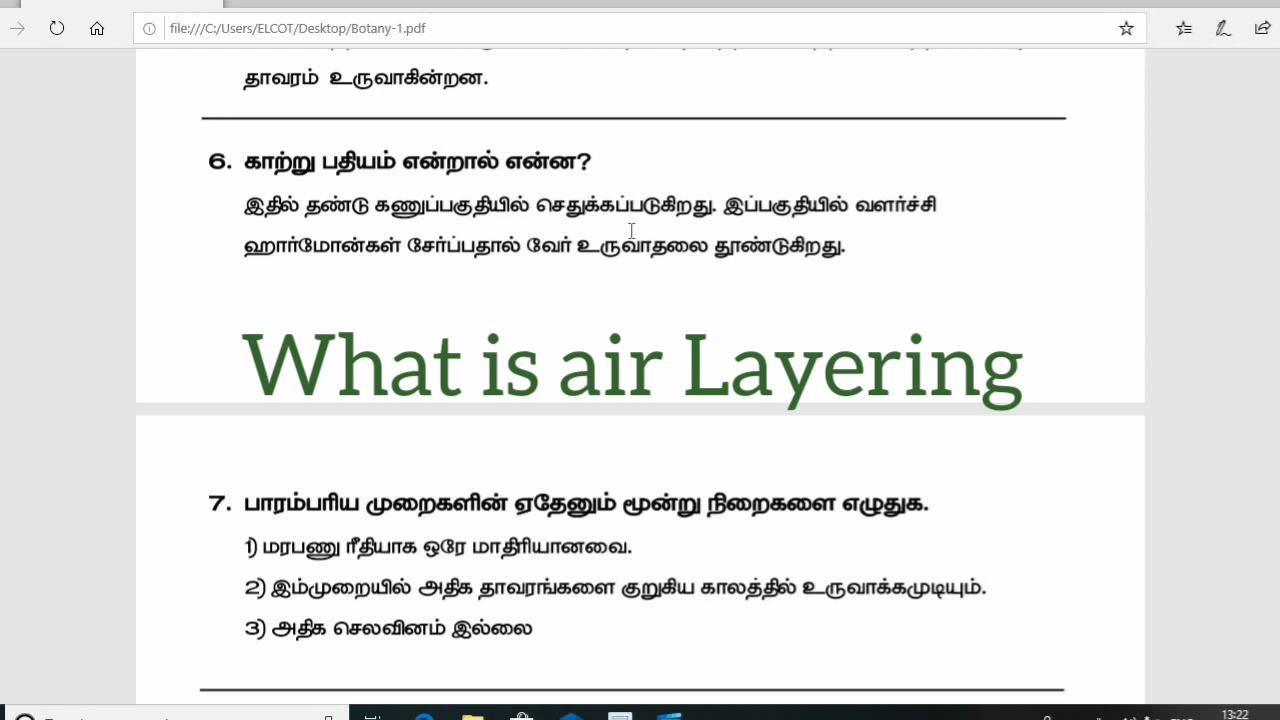 file:///C:/Users/ELCOT/Desktop/Botany-1.pdf
தாவரம் உருவாகின்றன.
6. காற்று பதியம் என்றால் என்ன?
இதில் தண்டு கணுப்பகுதியில் செதுக்கப்படுகிறது. இப்பகுதியில் வளர்ச்சி
ஹார்மோன்கள் சேர்ப்பதால் வேர் உருவாதலை தூண்டுகிறது.
What is air Layering
7. பாரம்பரிய முறைகளின் ஏதேனும் மூன்று நிறைகளை எழுதுக.
1) மரபணு ரீதியாக ஒரே மாதிரியானவை.
2) இம்முறையில் அதிக தாவரங்களை குறுகிய காலத்தில் உருவாக்கமுடியும்.
3) அதிக செலவினம் இல்லை
13:22